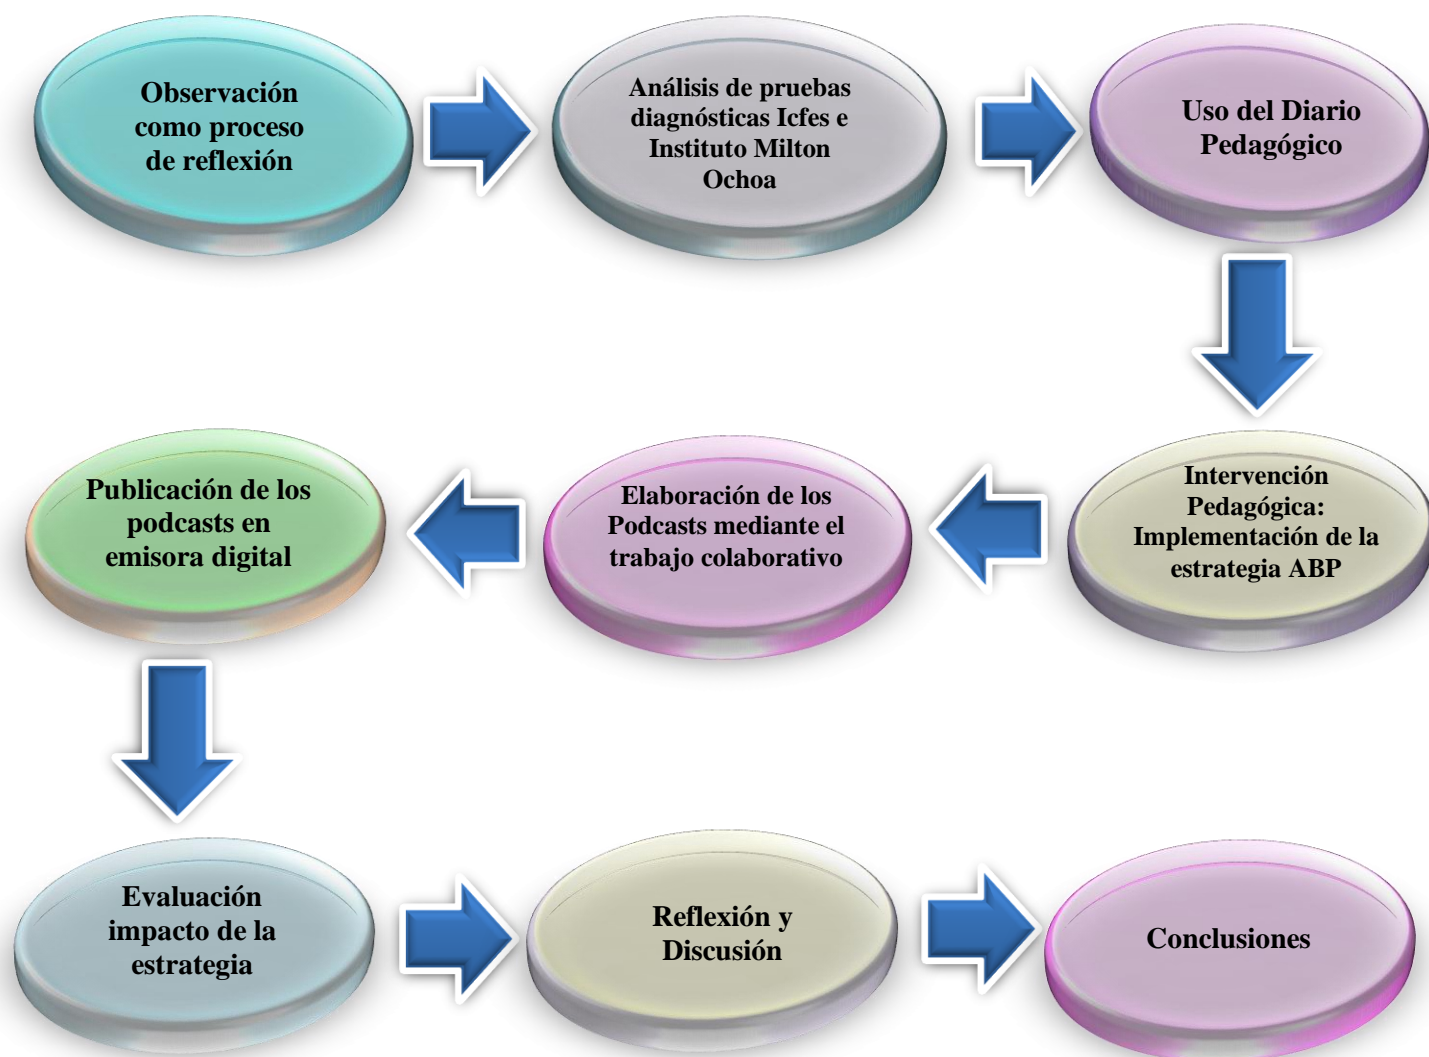 Observación
como proceso
de reflexión
Análisis de pruebas
diagnósticas Icfes e
Instituto Milton
Ochoa
Uso del Diario
Pedagógico
Intervención
Pedagógica:
Implementación de la
estrategia ABP
Elaboración de los
Podcasts mediante el
trabajo colaborativo
Publicación de los
podcasts en
emisora digital
Evaluación
impacto de la
estrategia
Reflexión y
Discusión
Conclusiones